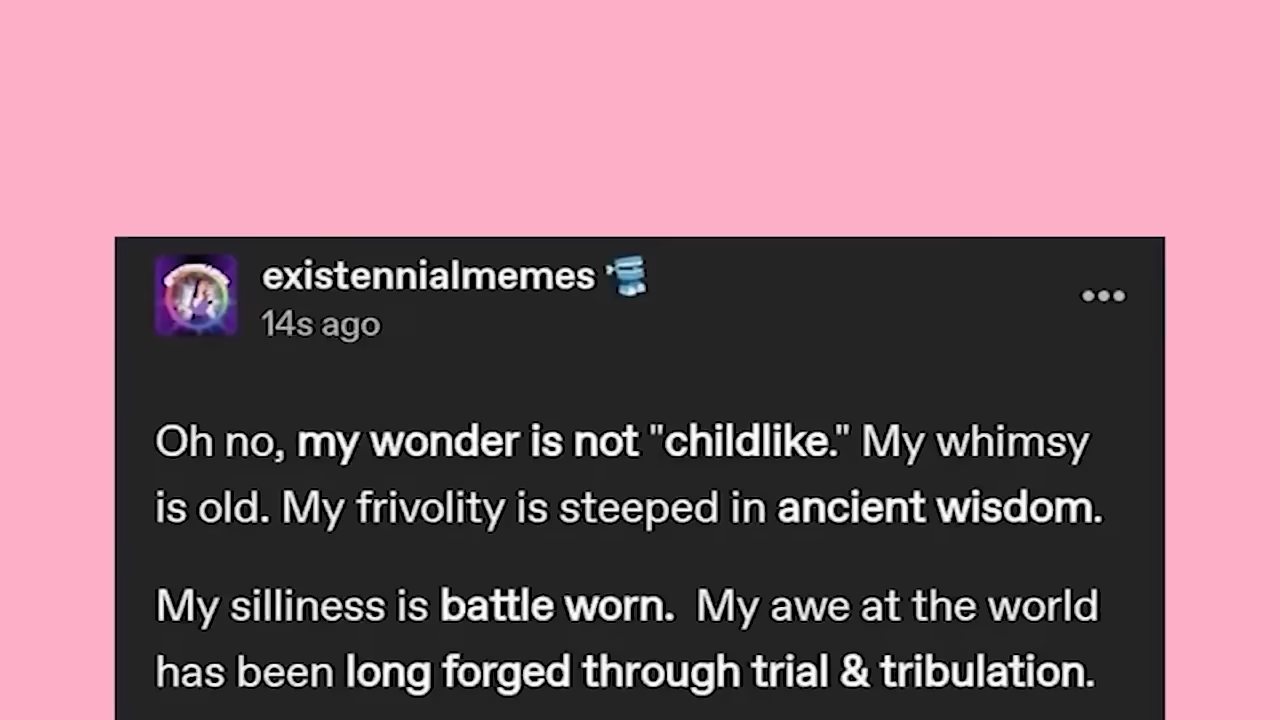 existennialmemes
14s ago
Oh no, my wonder is not "childlike." My whimsy
is old. My frivolity is steeped in ancient wisdom.
My silliness is battle worn.  My awe at the world
has been long forged through trial & tribulation.